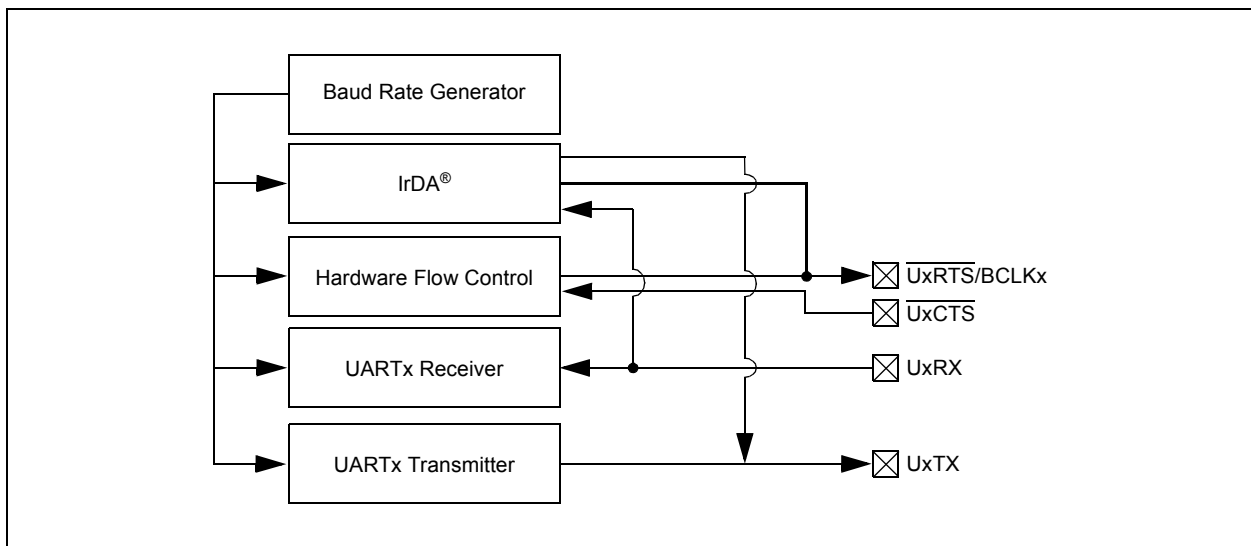 Baud Rate Generator
IrDA®
Hardware Flow Control
UxRTS/BCLKx
UxCTS
UARTx Receiver
UxRX
UARTx Transmitter
UxTX